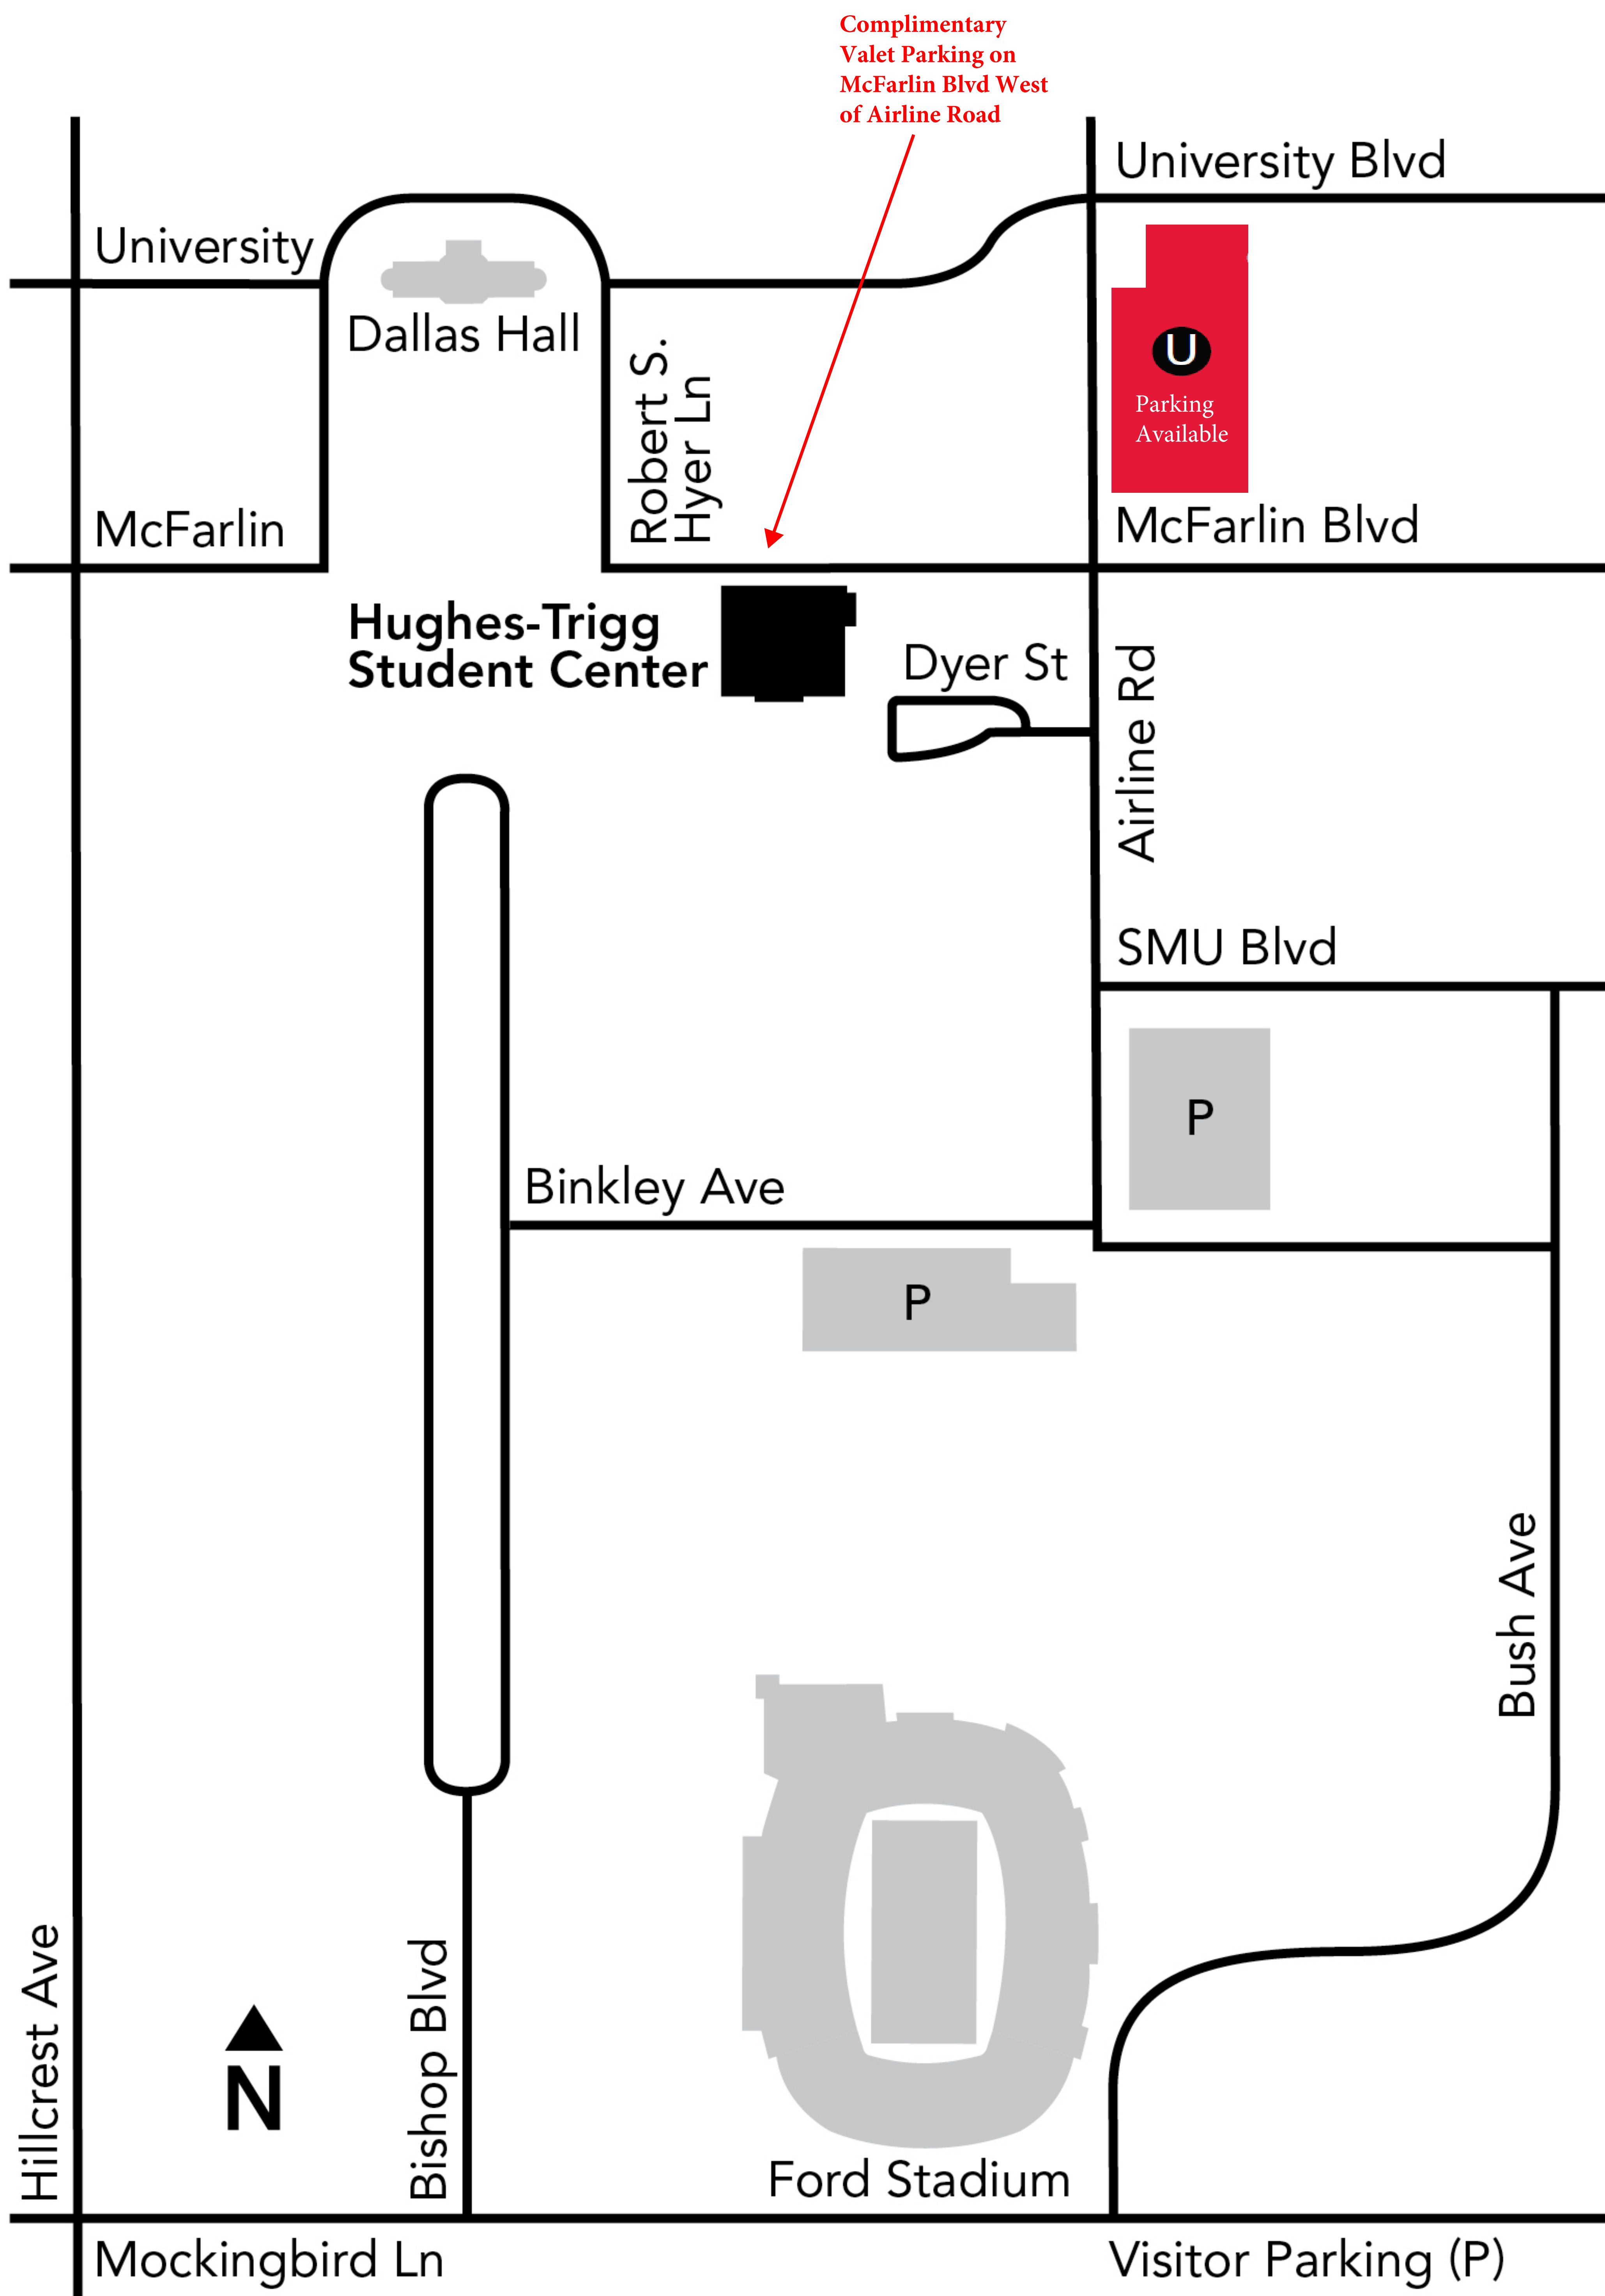 Complimentary
Valet Parking on
McFarlin Blvd West
of Airline Road
University Blvd
University
Dallas Hall
Robert S.
Hyer Ln
U
Parking
Available
McFarlin
McFarlin Blvd
Hughes-Trigg
Student Center
Dyer St
Airline Rd
SMU Blvd
P
Binkley Ave
P
Bush Ave
Hillcrest Ave
N
Bishop Blvd
Ford Stadium
Mockingbird Ln
Visitor Parking (P)